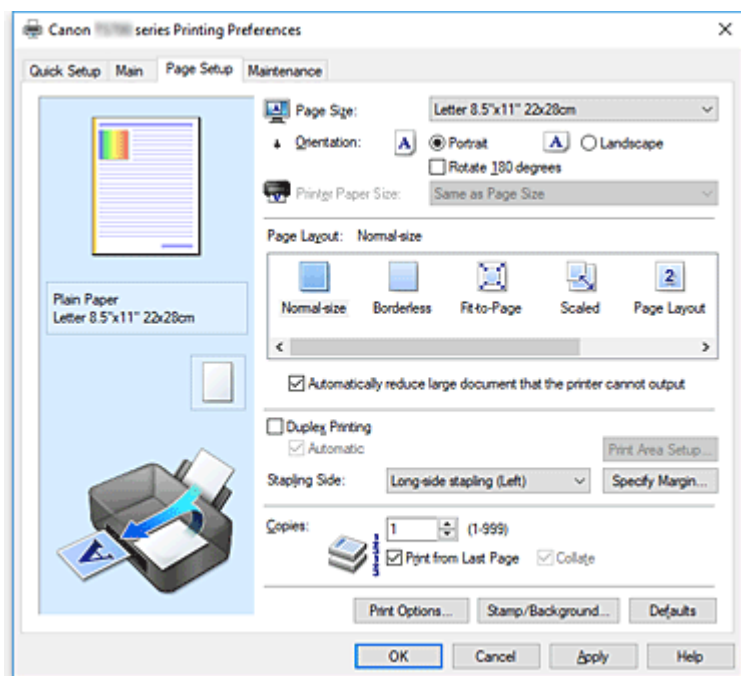 Canon series Printing Preferences
Quick Setup Main Page Setup Maintenance
Page Size: Letter 8.5"x11" 22x28cm
Orientation: A Portrait A Landscape
Rotate 180 degrees
Printer Paper Size: Same as Page Size
Page Layout: Normal-size
Normal-size Borderless Fit-to-Page Scaled Page Layout
Plain Paper
Letter 8.5"x11" 22x28cm
Automatically reduce large document that the printer cannot output
Duplex Printing
Automatic Print Area Setup...
Stapling Side: Long-side stapling (Left) Specify Margin...
Copies: 1 (1-999)
Print from Last Page Collate
Print Options... Stamp/Background... Defaults
OK Cancel Apply Help